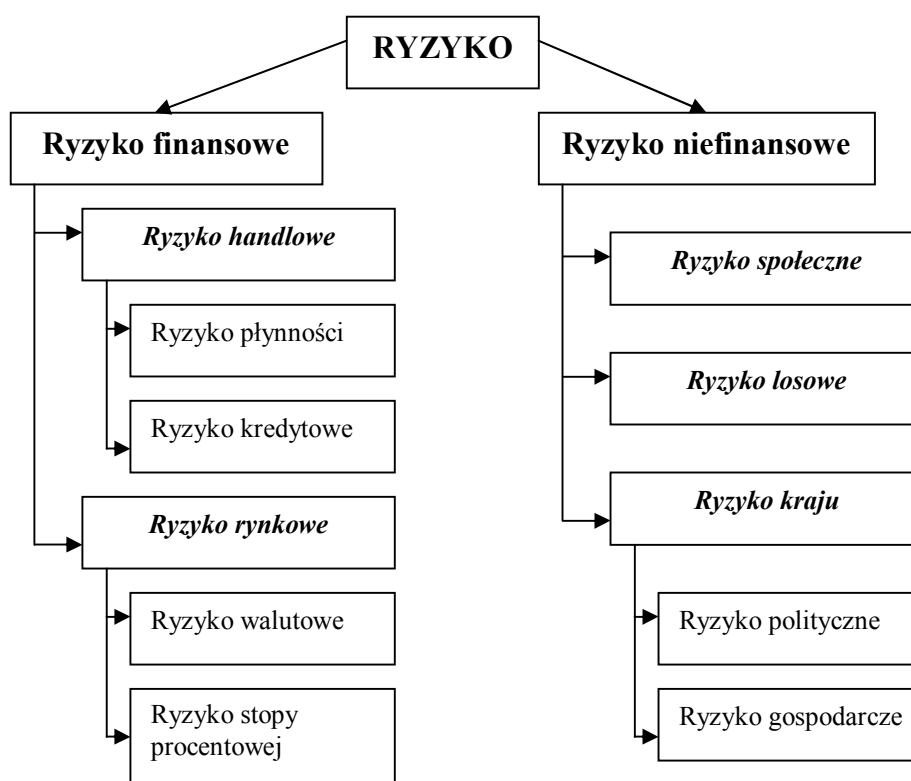 RYZYKO
Ryzyko finansowe
Ryzyko handlowe
Ryzyko płynności
Ryzyko kredytowe
Ryzyko rynkowe
Ryzyko walutowe
Ryzyko stopy
procentowej
Ryzyko niefinansowe
Ryzyko społeczne
Ryzyko losowe
Ryzyko kraju
Ryzyko polityczne
Ryzyko gospodarcze